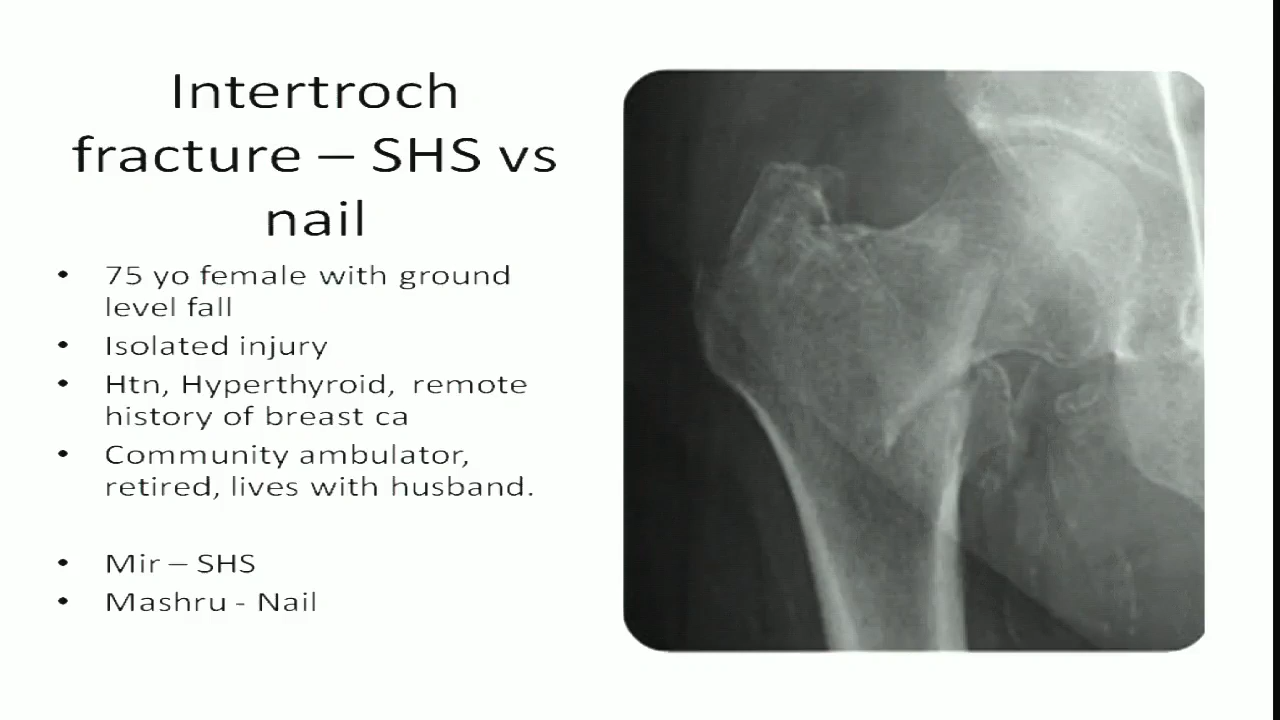 Intertroch
fracture – SHS vs
nail
• 75 yo female with ground
level fall
• Isolated injury
• Htn, Hyperthyroid, remote
history of breast ca
• Community ambulator,
retired, lives with husband.
• Mir – SHS
• Mashru - Nail